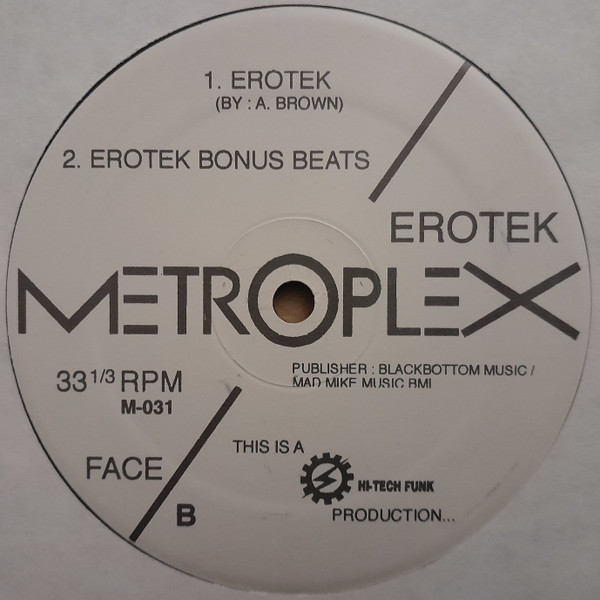 1. EROTEK
(BY : A. BROWN)
2. EROTEK BONUS BEATS
EROTEK
METROPLEX
33 1/3 RPM
M-031
PUBLISHER : BLACKBOTTOM MUSIC /
MAD MIKE MUSIC BMI
FACE
B
THIS IS A
HI-TECH FUNK
PRODUCTION...